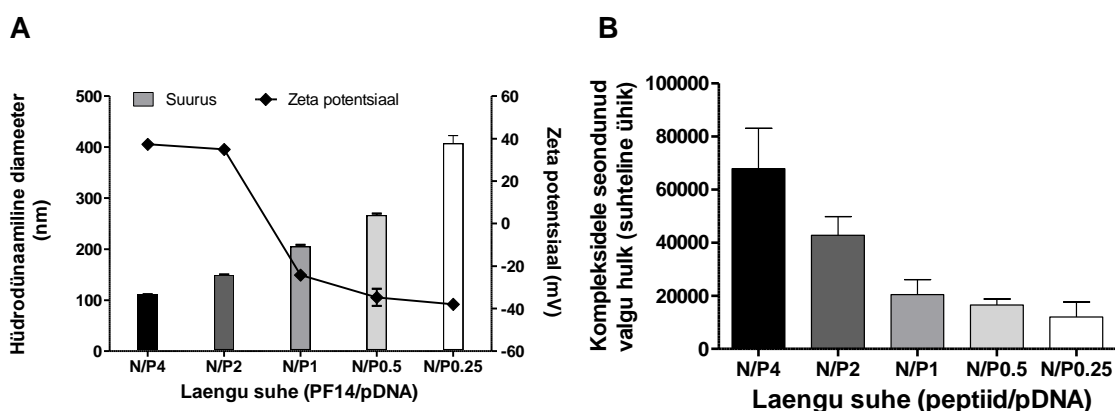 A
Suurus
Zeta potentsiaal
Hüdrodünaamiline diameeter
(nm)
500
400
300
200
100
0
60
40
20
0
-20
-40
-60
Zeta potentsiaal (mV)
N/P4 N/P2 N/P1 N/P0.5 N/P0.25
Laengu suhe (PF14/pDNA)
B
Kompleksidele seondunud
valgu hulk (suhteline ühik)
100000
80000
60000
40000
20000
0
N/P4 N/P2 N/P1 N/P0.5 N/P0.25
Laengu suhe (peptiid/pDNA)